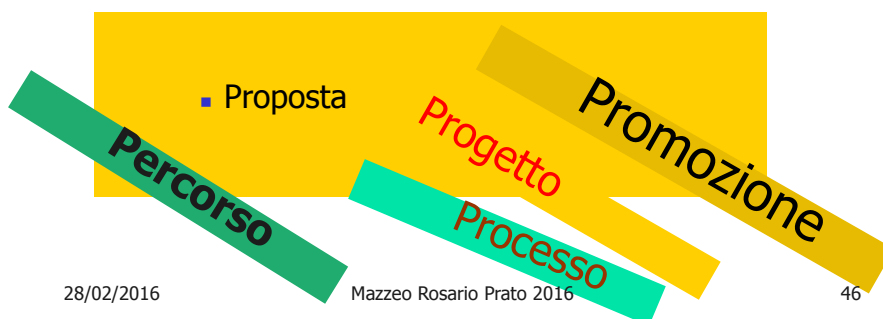 Proposta
Progetto
Promozione
Percorso
Processo
28/02/2016
Mazzeo Rosario Prato 2016
46